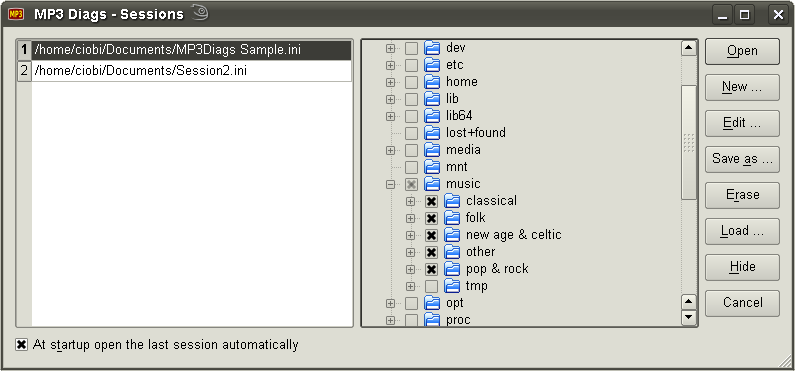 MP3 MP3 Diags - Sessions
1 /home/ciobi/Documents/MP3Diags Sample.ini
2 /home/ciobi/Documents/Session2.ini
dev
etc
home
lib
lib64
lost+found
media
mnt
music
classical
folk
new age & celtic
other
pop & rock
tmp
opt
proc
Open
New ...
Edit ...
Save as ...
Erase
Load ...
Hide
Cancel
At startup open the last session automatically